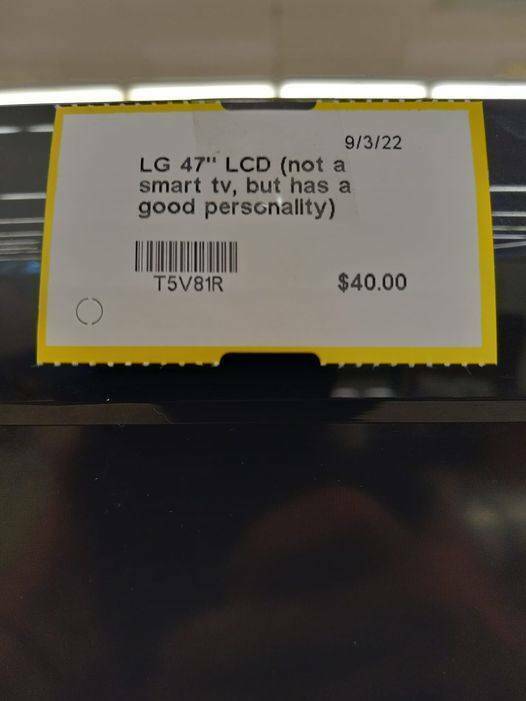 9/3/22
LG 47" LCD (not a
smart tv, but has a
good personality)
T5V81R
$40.00